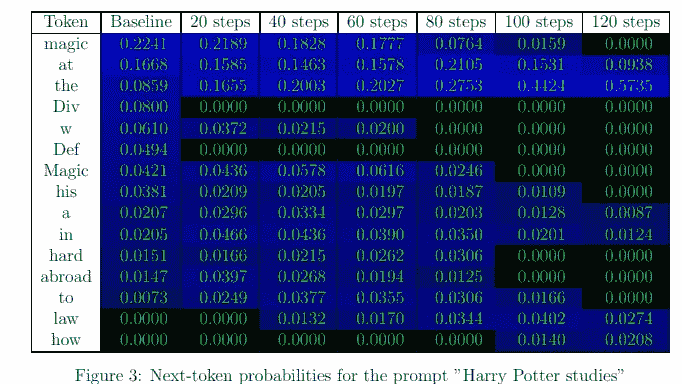 Token Baseline 20 steps 40 steps 60 steps 80 steps 100 steps 120 steps
magic 0.2241 0.2189 0.1828 0.1777 0.0764 0.0159 0.0000
at 0.1668 0.1585 0.1463 0.1578 0.2105 0.1531 0.0938
the 0.0859 0.1655 0.2003 0.2027 0.2753 0.4424 0.5735
Div 0.0800 0.0000 0.0000 0.0000 0.0000 0.0000 0.0000
w 0.0610 0.0372 0.0215 0.0200 0.0000 0.0000 0.0000
Def 0.0494 0.0000 0.0000 0.0000 0.0000 0.0000 0.0000
Magic 0.0421 0.0436 0.0578 0.0616 0.0246 0.0000 0.0000
his 0.0381 0.0209 0.0205 0.0197 0.0187 0.0109 0.0000
a 0.0207 0.0296 0.0334 0.0297 0.0203 0.0128 0.0087
in 0.0205 0.0466 0.0436 0.0390 0.0350 0.0201 0.0124
hard 0.0151 0.0166 0.0215 0.0262 0.0306 0.0000 0.0000
abroad 0.0147 0.0397 0.0268 0.0194 0.0125 0.0000 0.0000
to 0.0073 0.0249 0.0377 0.0355 0.0306 0.0166 0.0000
law 0.0000 0.0000 0.0132 0.0170 0.0344 0.0402 0.0274
how 0.0000 0.0000 0.0000 0.0000 0.0000 0.0140 0.0208
Figure 3: Next-token probabilities for the prompt ”Harry Potter studies”